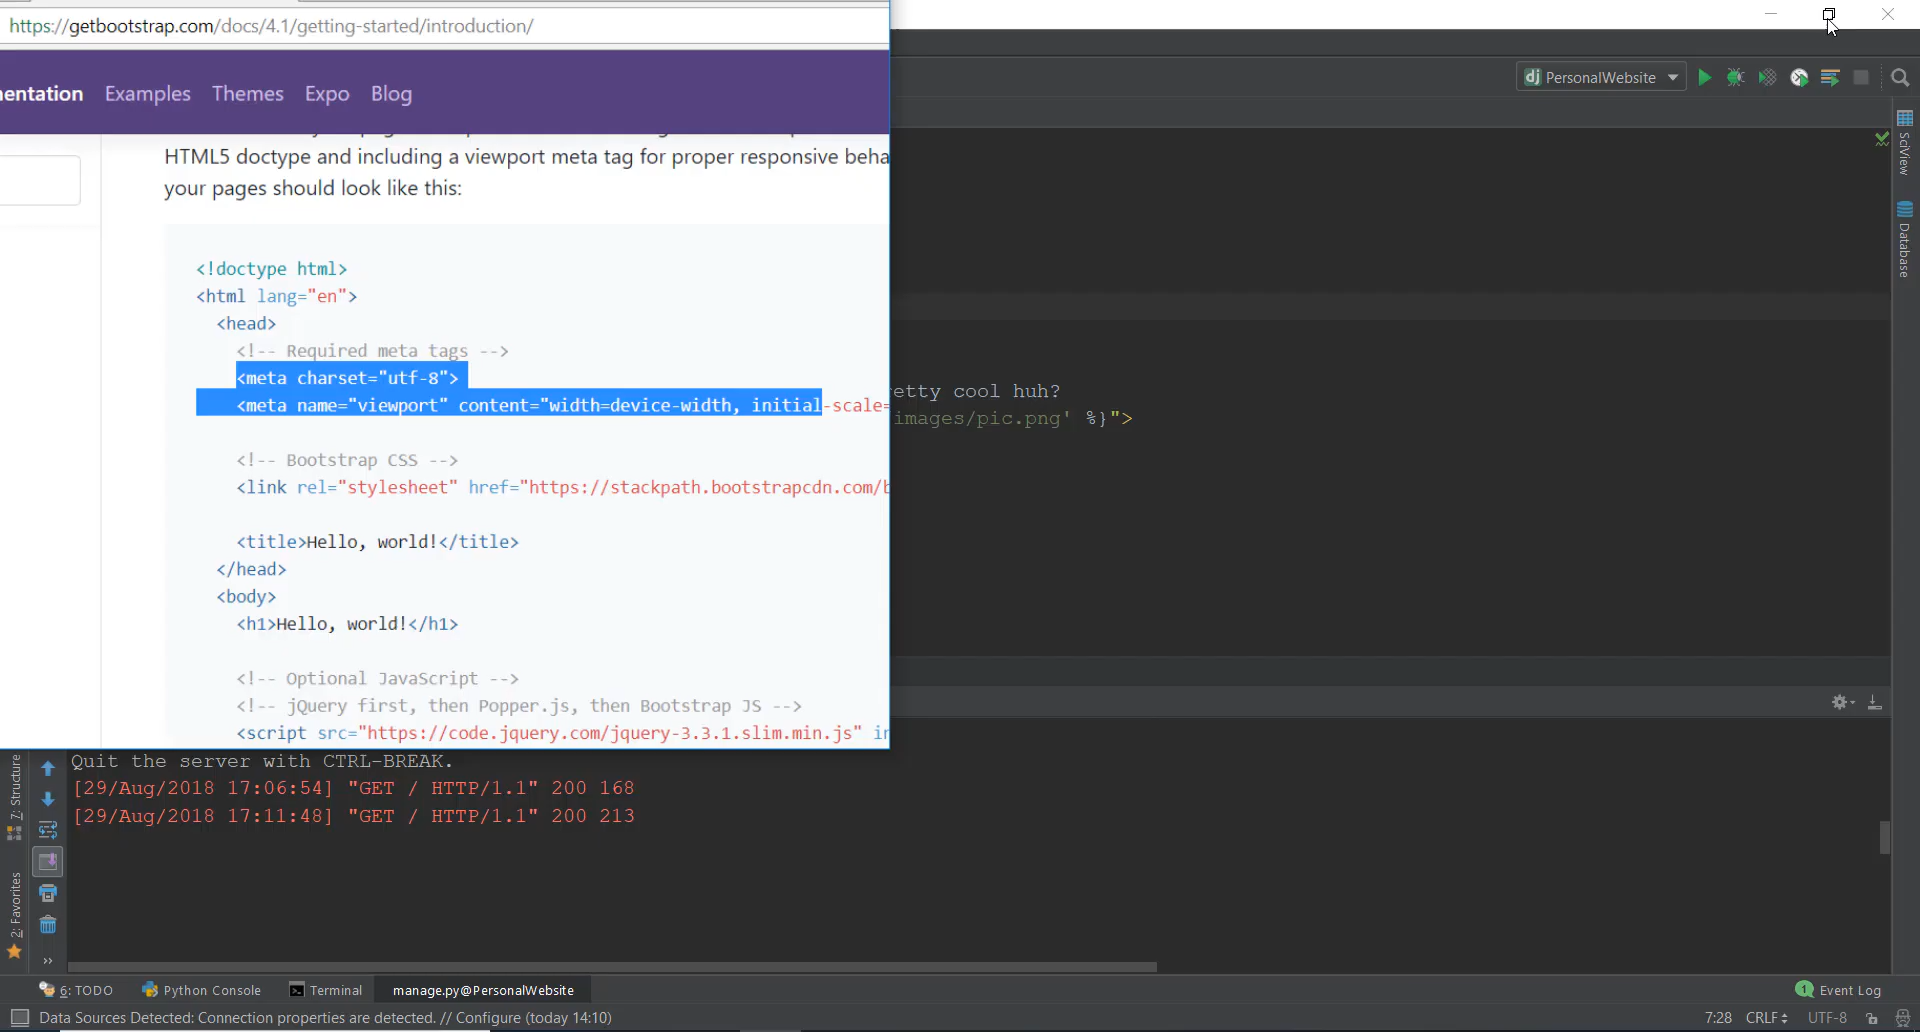 https://getbootstrap.com/docs/4.1/getting-started/introduction/
entation Examples Themes Expo Blog
PersonalWebsite
HTML5 doctype and including a viewport meta tag for proper responsive beha
your pages should look like this:
<!doctype html>
<html lang="en">
<head>
<!-- Required meta tags -->
<meta charset="utf-8">
<meta name="viewport" content="width=device-width, initial-scale=
<!-- Bootstrap CSS -->
<link rel="stylesheet" href="https://stackpath.bootstrapcdn.com/b
<title>Hello, world!</title>
</head>
<body>
<h1>Hello, world!</h1>
<!-- Optional JavaScript -->
<!-- jQuery first, then Popper.js, then Bootstrap JS -->
<script src="https://code.jquery.com/jquery-3.3.1.slim.min.js" in
etty cool huh?
images/pic.png' %}">
SciView
Database
Quit the server with CTRL-BREAK.
[29/Aug/2018 17:06:54] "GET / HTTP/1.1" 200 168
[29/Aug/2018 17:11:48] "GET / HTTP/1.1" 200 213
7: Structure
2: Favorites
6: TODO Python Console Terminal manage.py@PersonalWebsite 1 Event Log
Data Sources Detected: Connection properties are detected. // Configure (today 14:10) 7:28 CRLF UTF-8